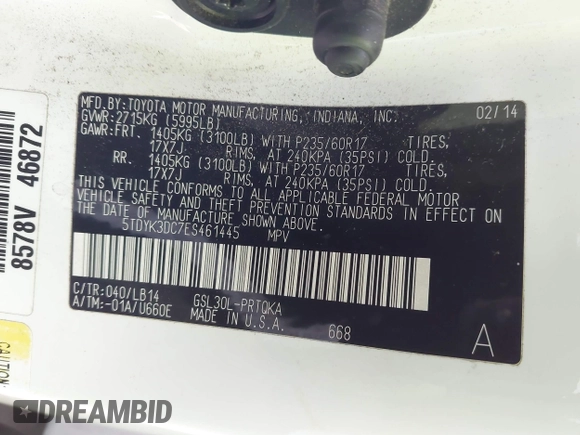 MFD.BY:TOYOTA MOTOR MANUFACTURING, INDIANA, INC. 02/14
GVWR:2715KG (5995LB)
GAWR:FRT. 1405KG (3100LB) WITH P235/60R17 TIRES,
17X7J RIMS, AT 240KPA (35PSI) COLD.
RR. 1405KG (3100LB) WITH P235/60R17 TIRES,
17X7J RIMS, AT 240KPA (35PSI) COLD.
THIS VEHICLE CONFORMS TO ALL APPLICABLE FEDERAL MOTOR
VEHICLE SAFETY AND THEFT PREVENTION STANDARDS IN EFFECT
ON THE DATE OF MANUFACTURE SHOWN ABOVE.
5TDYK3DC7ES461445 MPV
C/TR:040/LB14 GSL30L-PRTQKA
A/TM:-01A/U660E MADE IN U.S.A. 668 A
8578V 46872
CAUTION
DREAMBID